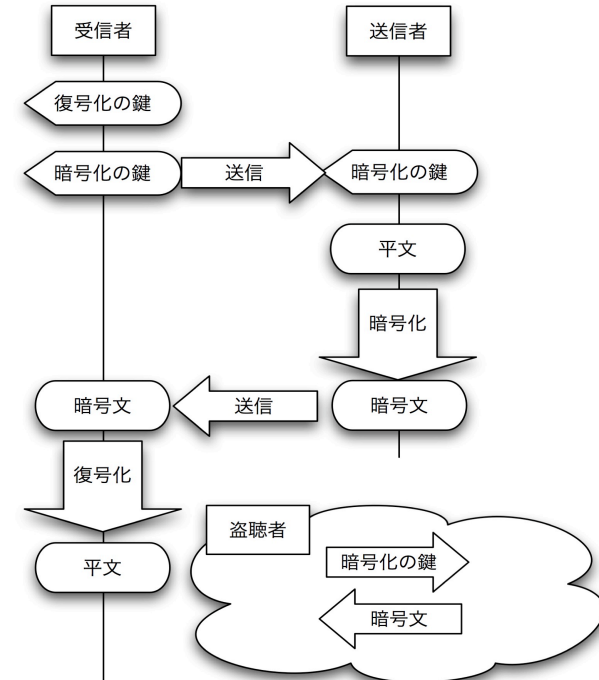 受信者
送信者
復号化の鍵
暗号化の鍵
送信
暗号化の鍵
平文
暗号化
暗号文
送信
暗号文
復号化
平文
盗聴者
暗号化の鍵
暗号文